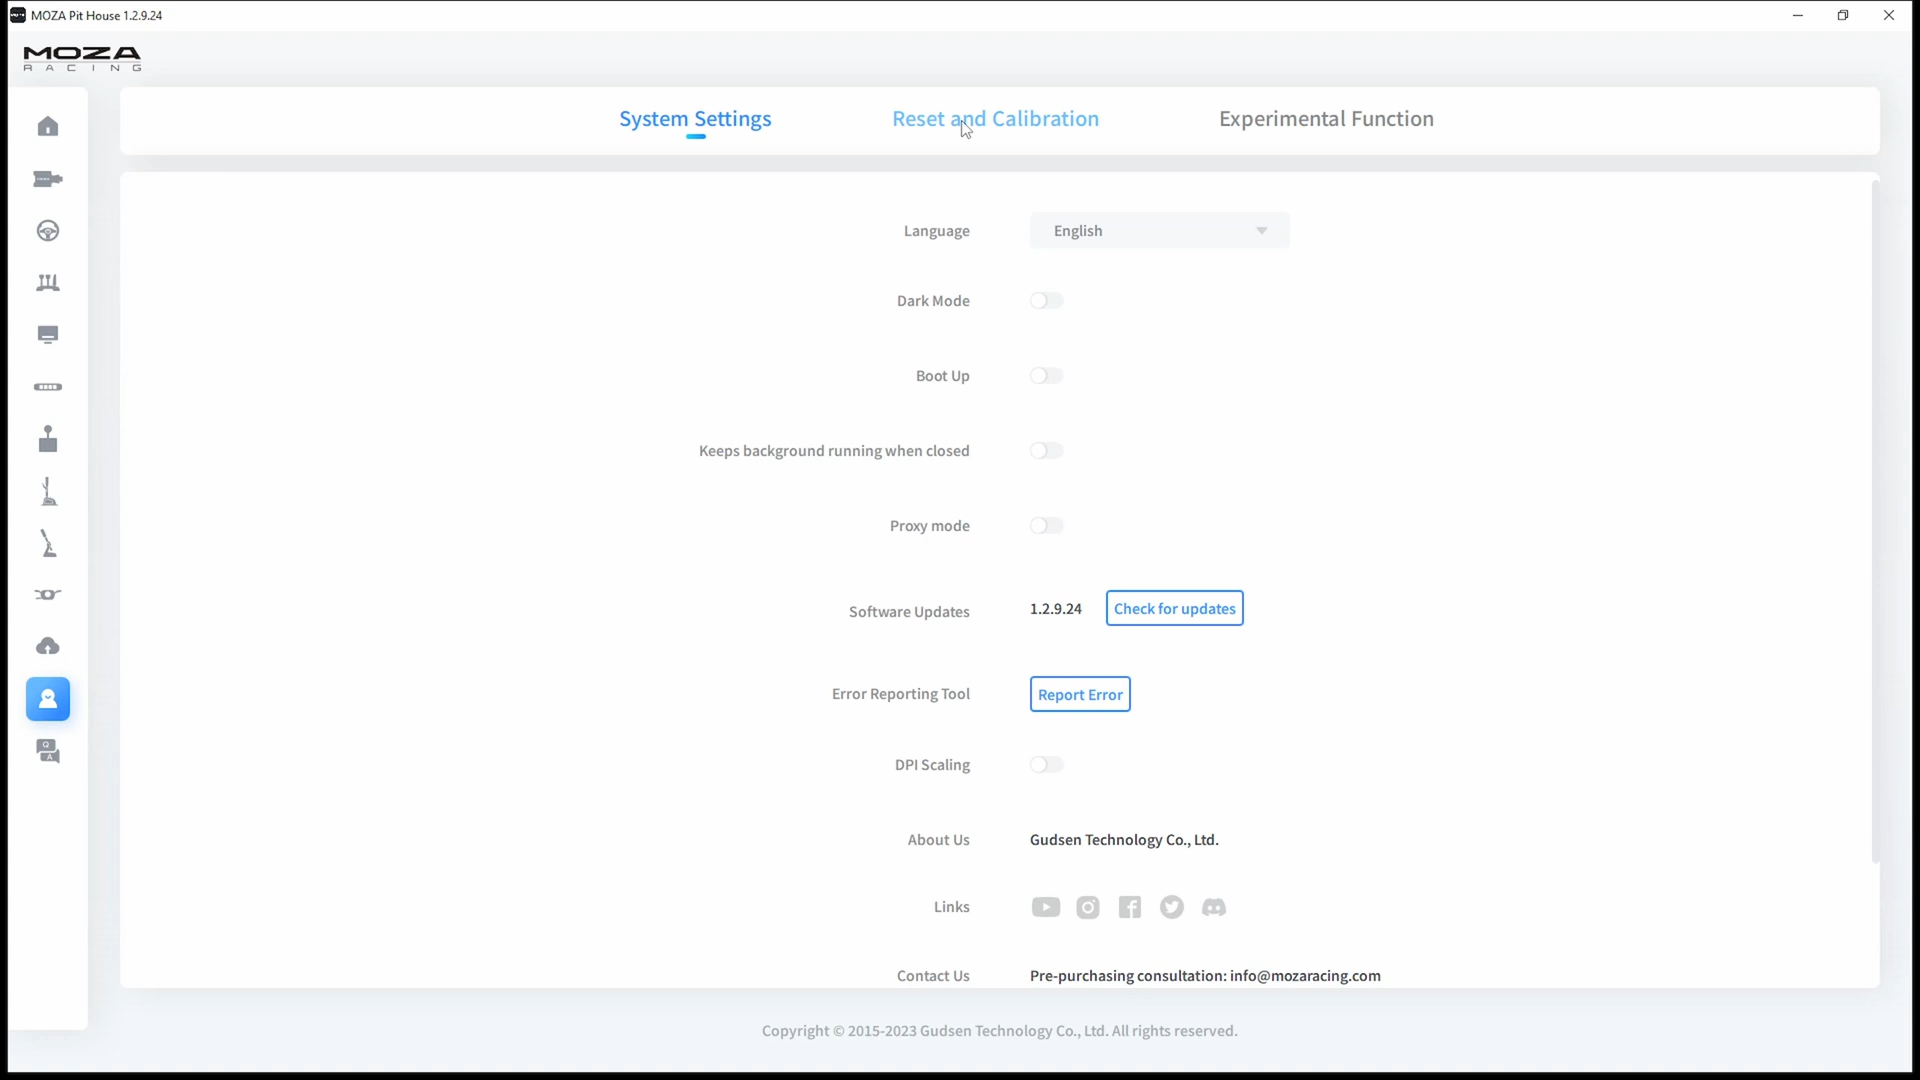 MOZA Pit House 1.2.9.24
MOZA
RACING
System Settings
Reset and Calibration
Experimental Function
Language
English
Dark Mode
Boot Up
Keeps background running when closed
Proxy mode
Software Updates
1.2.9.24
Check for updates
Error Reporting Tool
Report Error
DPI Scaling
About Us
Gudsen Technology Co., Ltd.
Links
Contact Us
Pre-purchasing consultation: info@mozaracing.com
Q
A
Copyright © 2015-2023 Gudsen Technology Co., Ltd. All rights reserved.